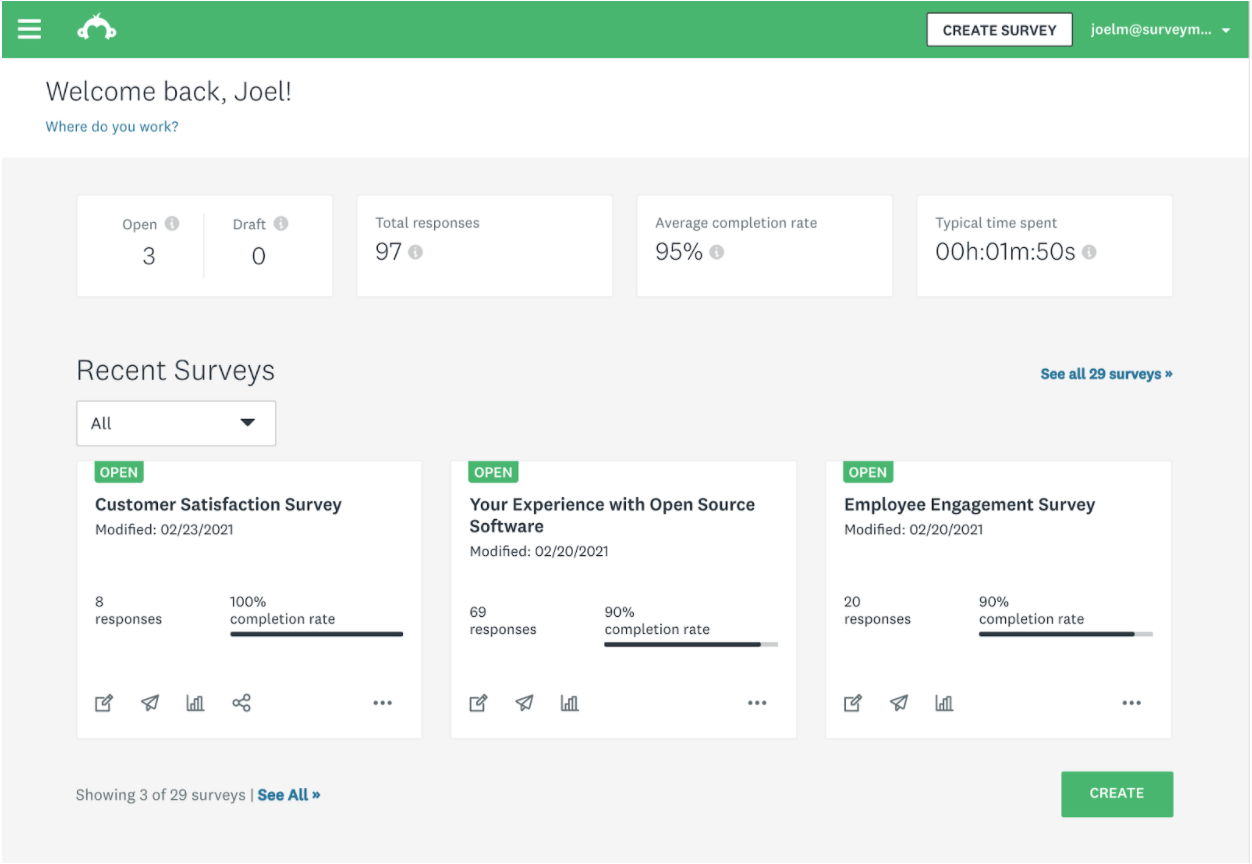 CREATE SURVEY
joelm@surveym...
Welcome back, Joel!
Where do you work?
Open
3
Draft
0
Total responses
97
Average completion rate
95%
Typical time spent
00h:01m:50s
Recent Surveys
See all 29 surveys »
All
OPEN
Customer Satisfaction Survey
Modified: 02/23/2021
8
responses
100%
completion rate
OPEN
Your Experience with Open Source
Software
Modified: 02/20/2021
69
responses
90%
completion rate
OPEN
Employee Engagement Survey
Modified: 02/20/2021
20
responses
90%
completion rate
Showing 3 of 29 surveys | See All »
CREATE